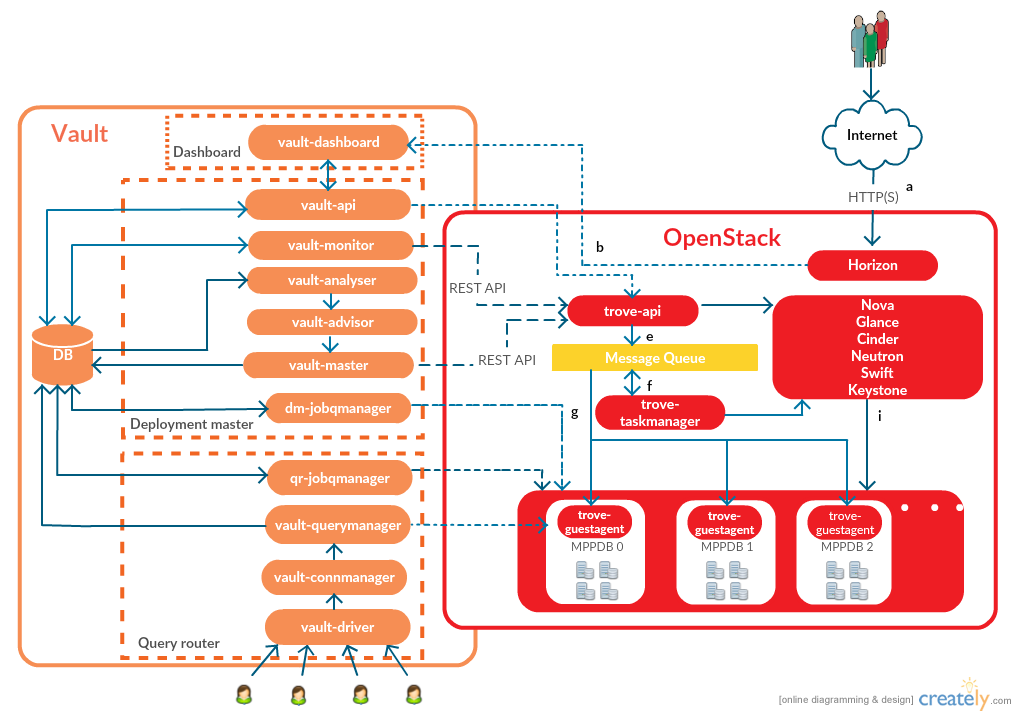 Internet
a
HTTP(S)
Vault
vault-dashboard
Dashboard
vault-api
OpenStack
vault-monitor
b
Horizon
vault-analyser
REST API
trove-api
Nova
Glance
Cinder
Neutron
Swift
Keystone
vault-advisor
e
DB
Message Queue
vault-master
REST API
f
dm-jobqmanager
g
trove-
taskmanager
i
Deployment master
qr-jobqmanager
vault-querymanager
trove-
guestagent
MPPDB 0
trove-
guestagent
MPPDB 1
trove-
guestagent
MPPDB 2
vault-connmanager
vault-driver
Query router
[online diagramming & design] creately.com